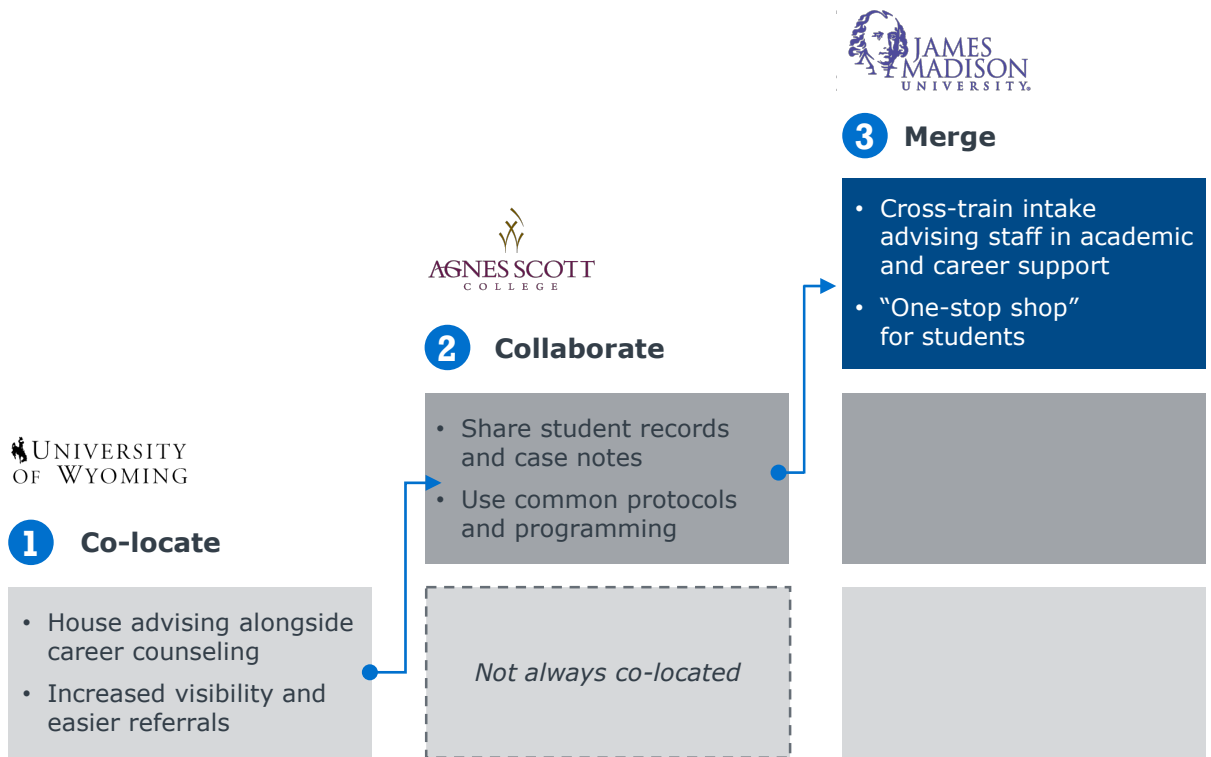 JAMES
MADISON
UNIVERSITY®
3 Merge
• Cross-train intake
advising staff in academic
and career support
• “One-stop shop”
for students
AGNES SCOTT
COLLEGE
2 Collaborate
• Share student records
and case notes
• Use common protocols
and programming
Not always co-located
UNIVERSITY
OF WYOMING
1 Co-locate
• House advising alongside
career counseling
• Increased visibility and
easier referrals